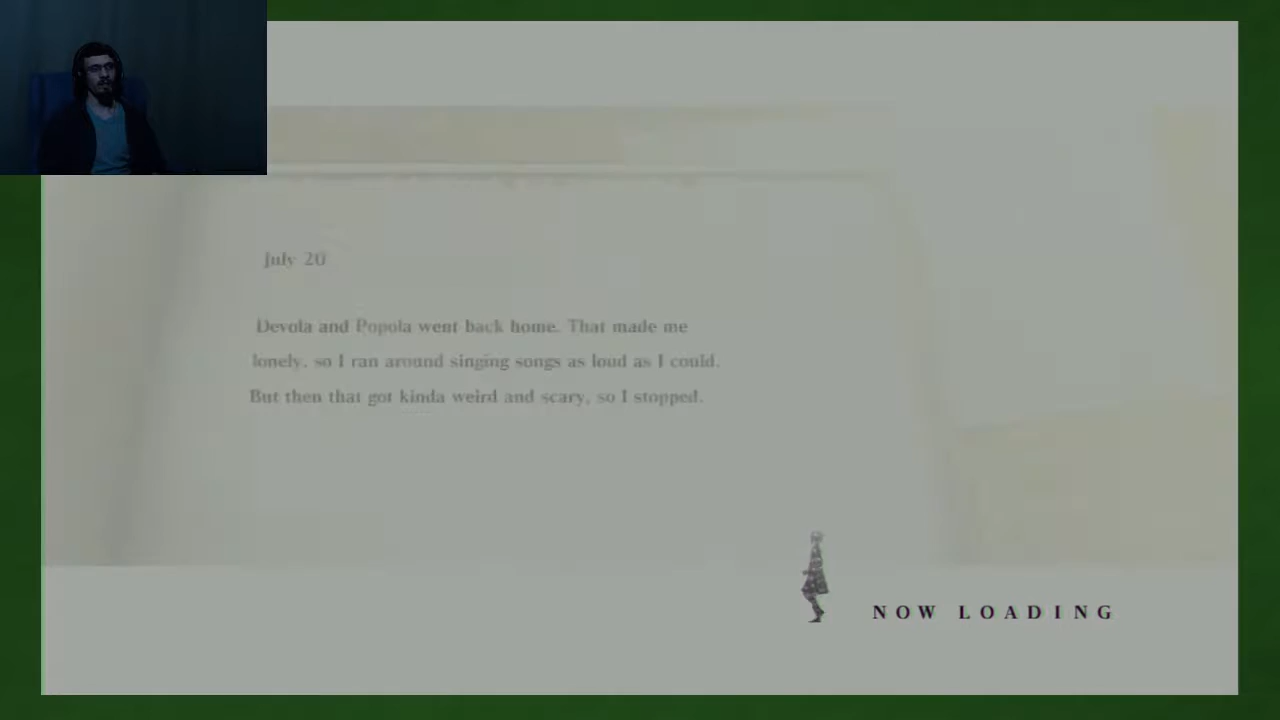 July 20
Devola and Popola went back home. That made me
lonely, so I ran around singing songs as loud as I could.
But then that got kinda weird and scary, so I stopped.
NOW LOADING